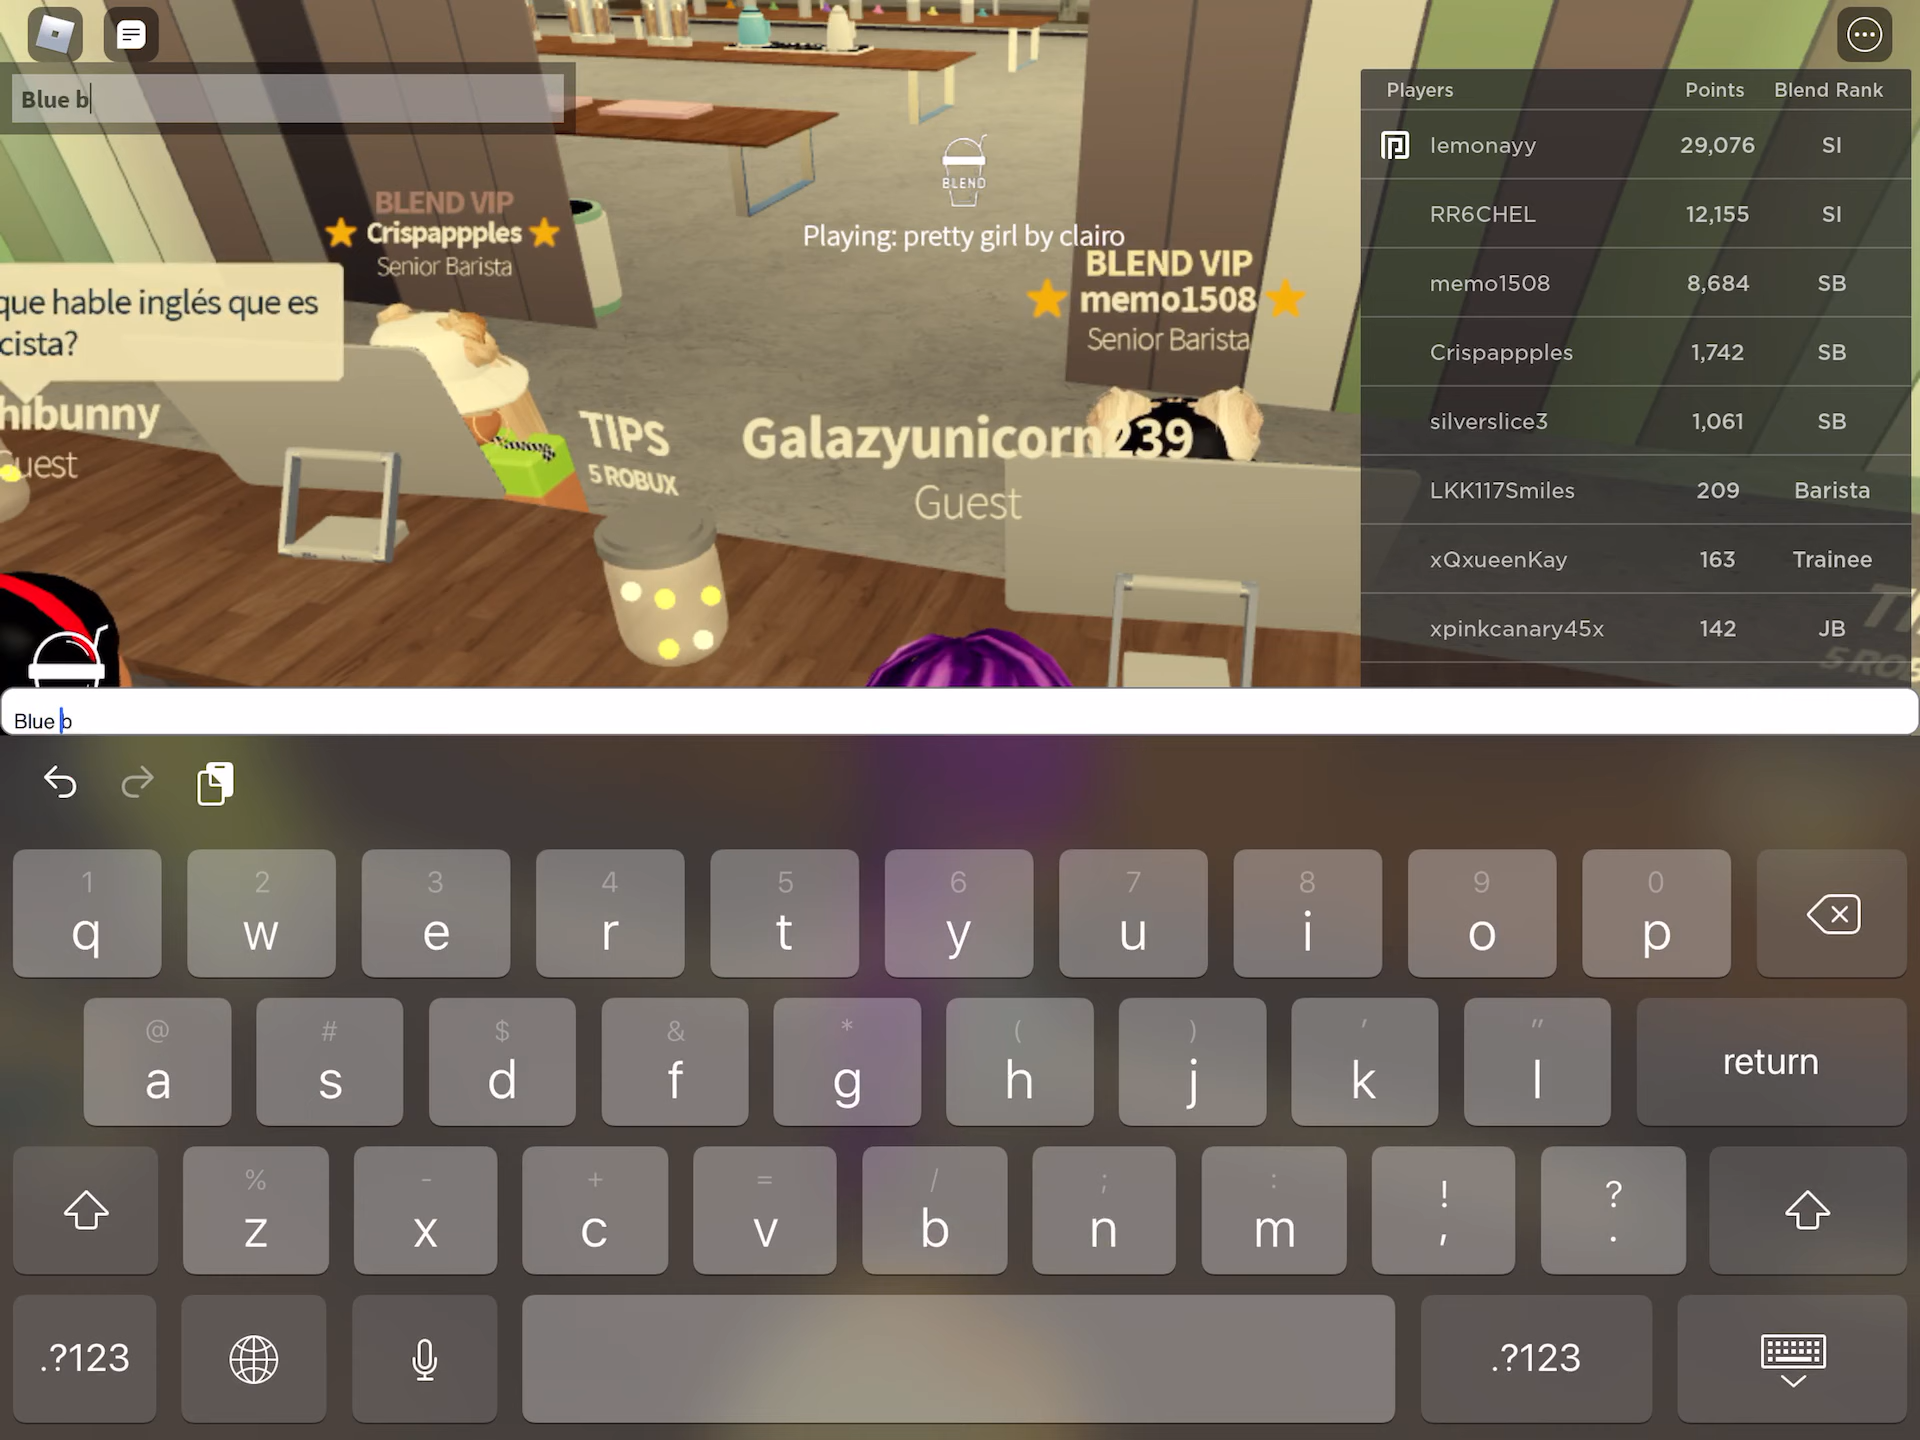 Blue b
BLEND VIP
Crispappples
Senior Barista
que hable inglés que es
cista?
hibunny
uest
TIPS
5 ROBUX
BLEND
Playing: pretty girl by clairo
BLEND VIP
memo1508
Senior Barista
Galazyunicorn239
Guest
Players Points Blend Rank
lemonayy 29,076 SI
RR6CHEL 12,155 SI
memo1508 8,684 SB
Crispappples 1,742 SB
silverslice3 1,061 SB
LKK117Smiles 209 Barista
xQxueenKay 163 Trainee
xpinkcanary45x 142 JB
Blue b
1 2 3 4 5 6 7 8 9 0
q w e r t y u i o p
@ # $ & * ( ) ' "
a s d f g h j k l return
% - + = / ; : ! ?
z x c v b n m , .
.?123 .?123